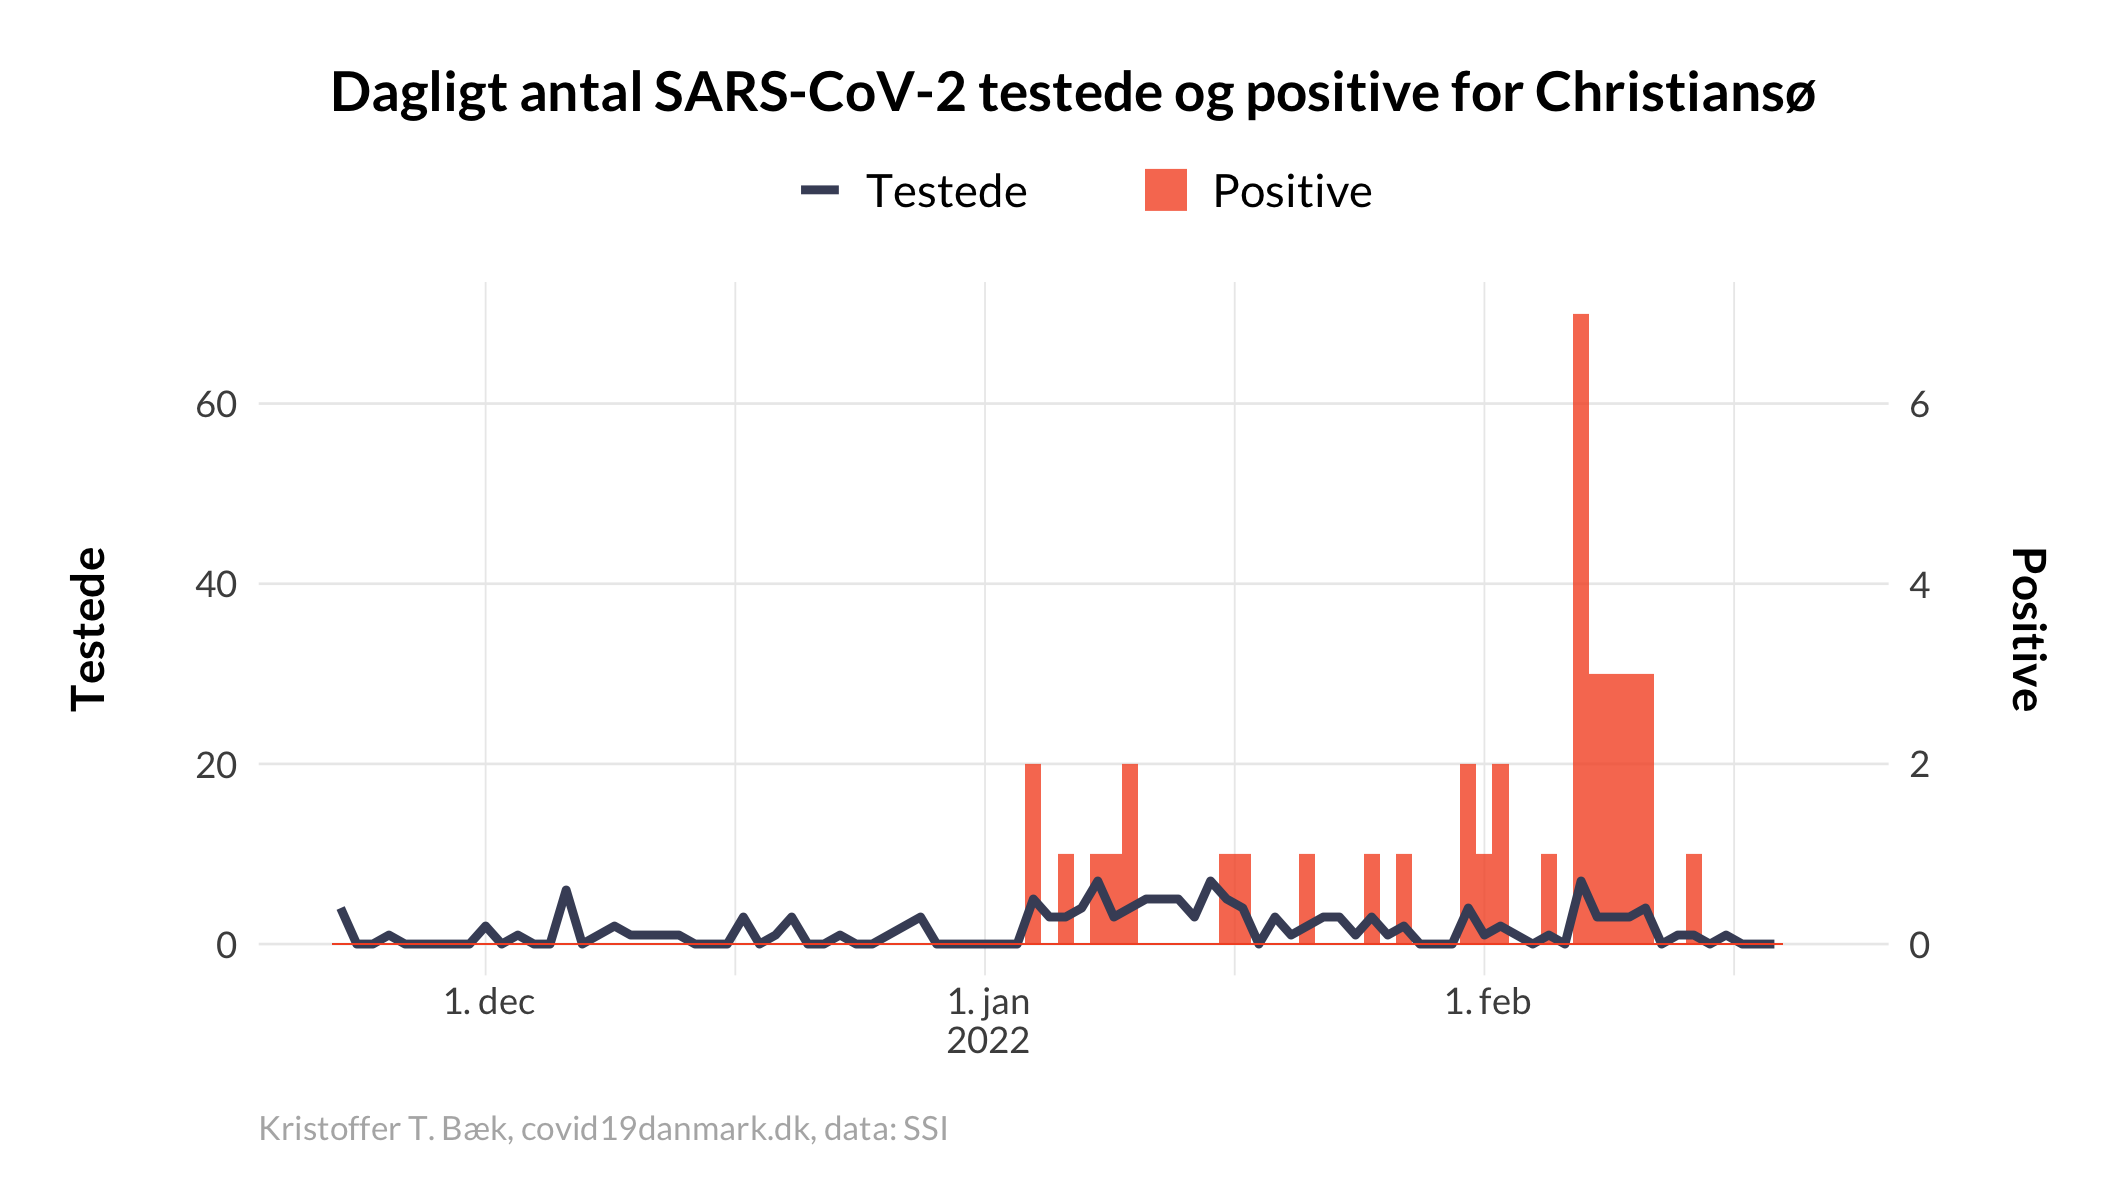 Dagligt antal SARS-CoV-2 testede og positive for Christiansø
Testede
Positive
60
40
20
0
6
4
2
0
Testede
Positive
1. dec
1. jan
2022
1. feb
Kristoffer T. Bæk, covid19danmark.dk, data: SSI